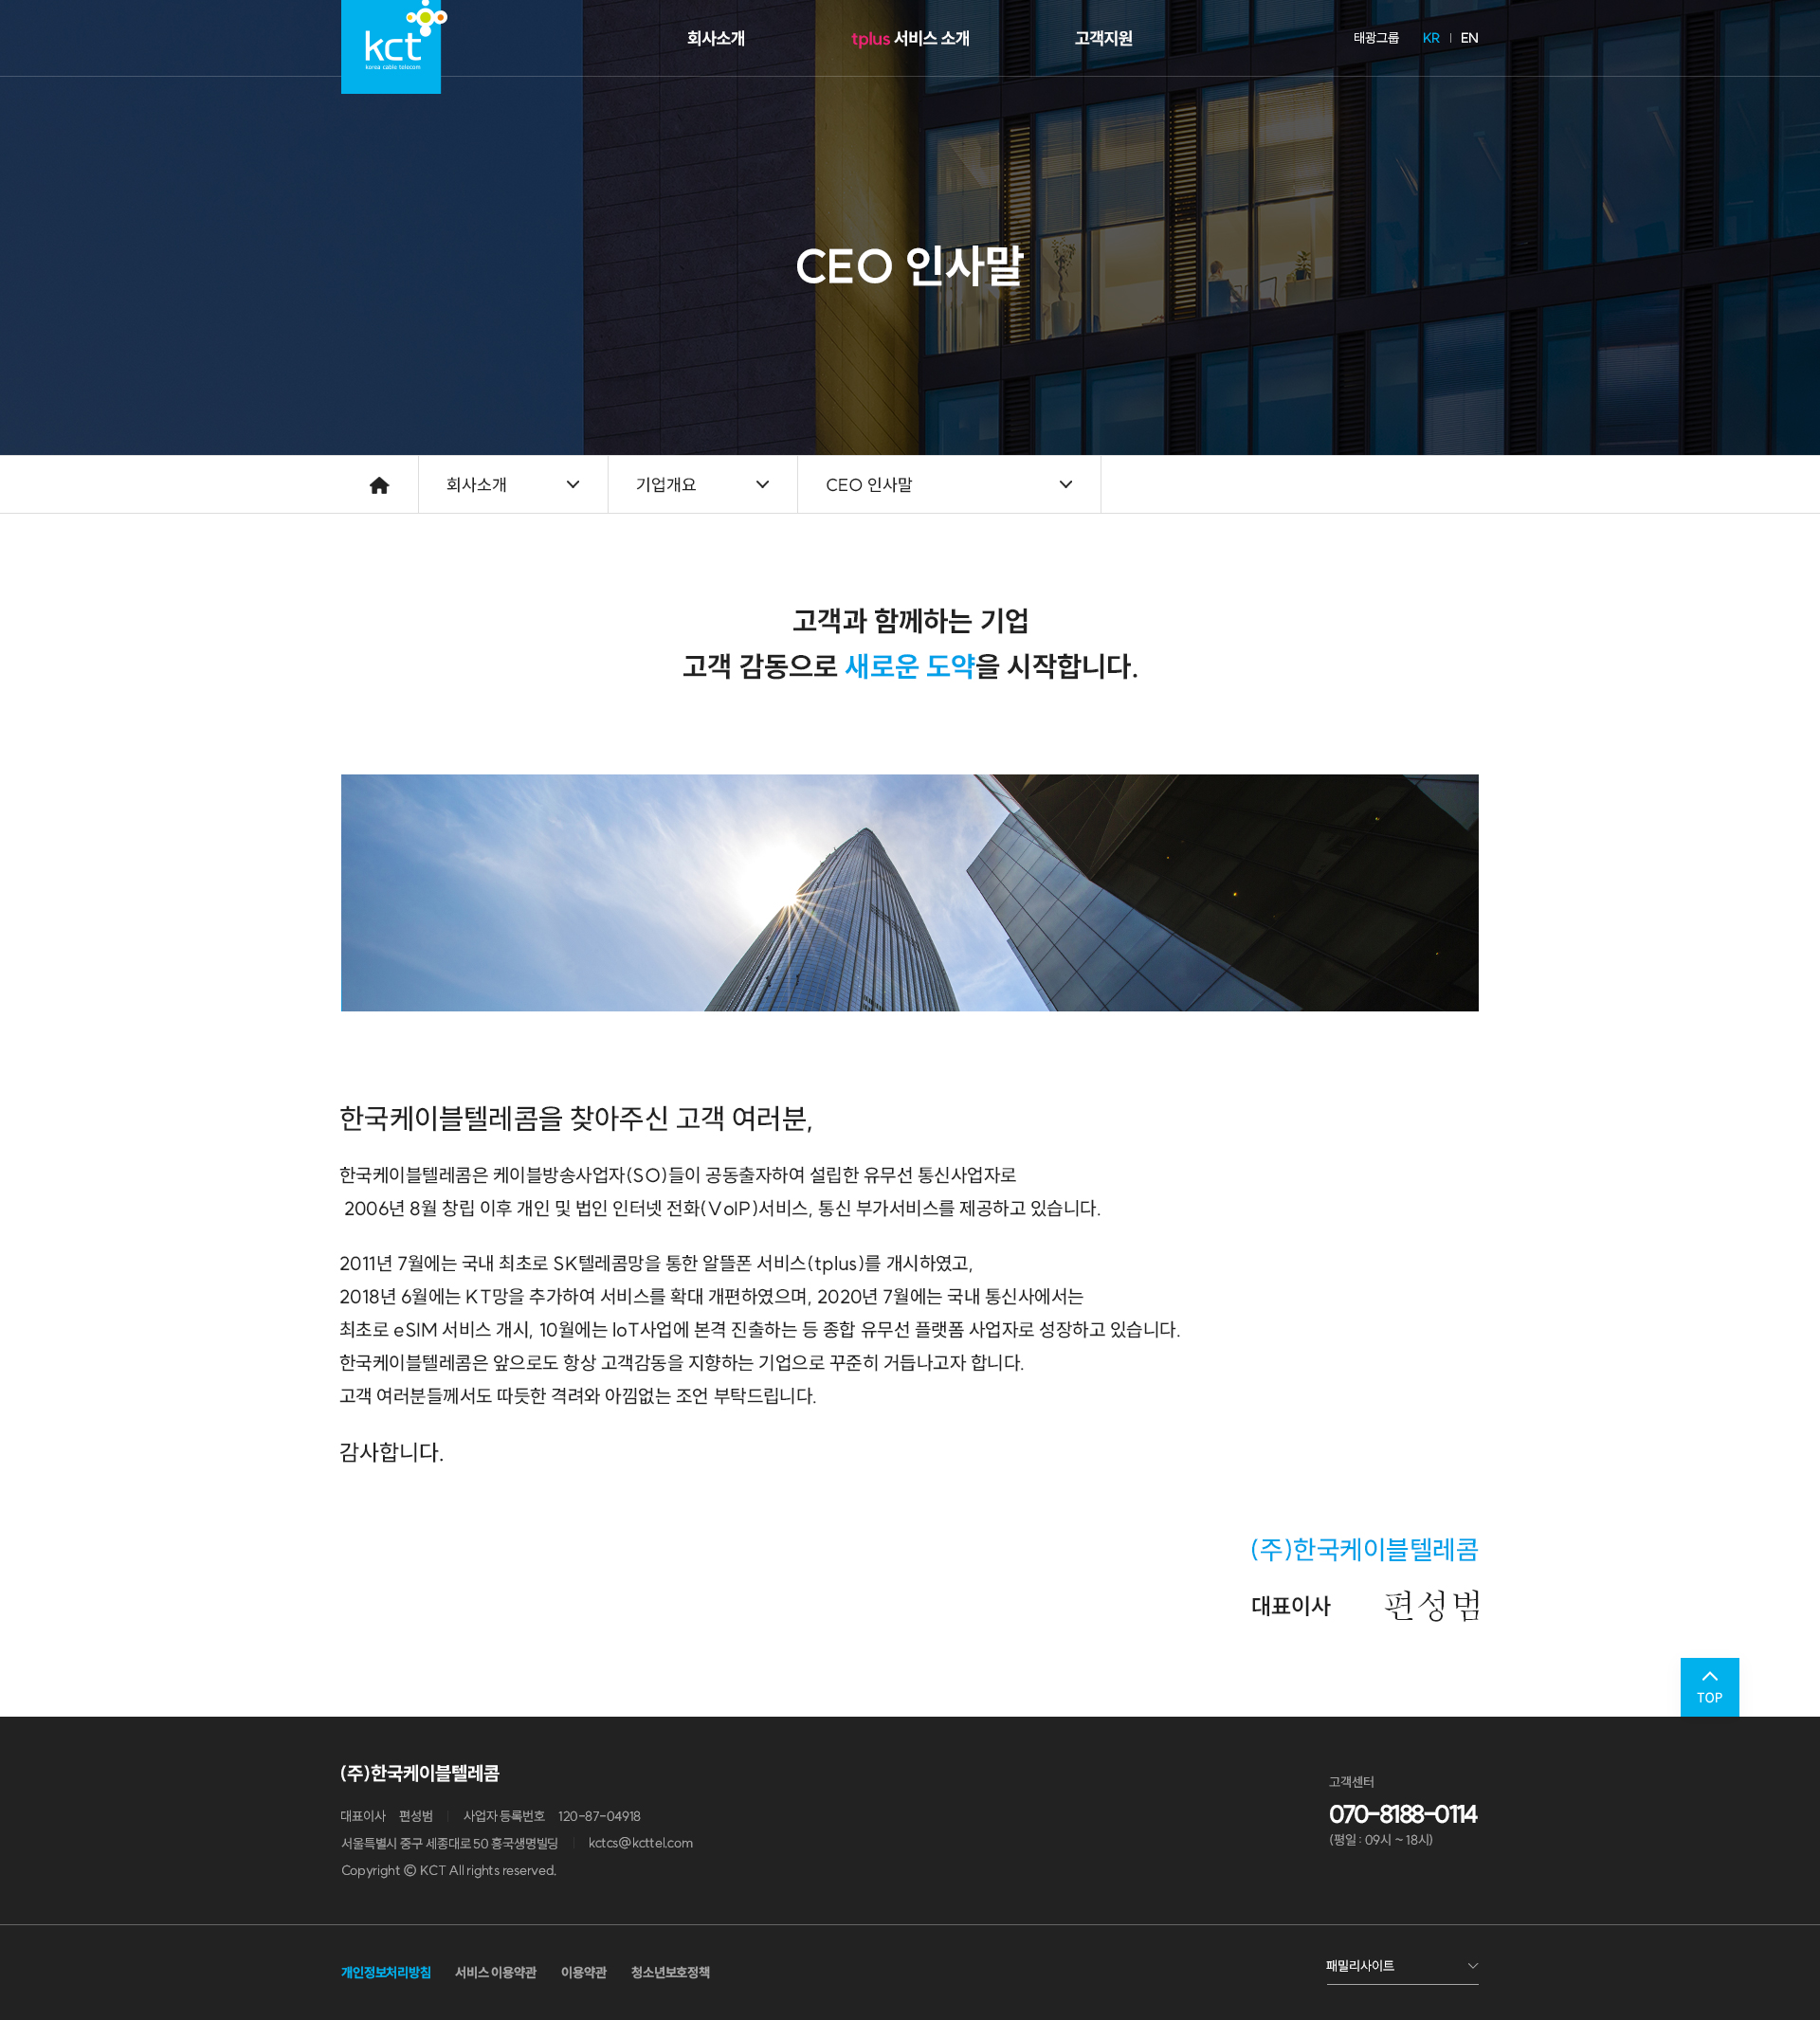 kct
korea cable telecom
회사소개
tplus 서비스 소개
고객지원
태광그룹
KR
EN
CEO 인사말
회사소개
기업개요
CEO 인사말
고객과 함께하는 기업
고객 감동으로 새로운 도약을 시작합니다.
한국케이블텔레콤을 찾아주신 고객 여러분,
한국케이블텔레콤은 케이블방송사업자(SO)들이 공동출자하여 설립한 유무선 통신사업자로
2006년 8월 창립 이후 개인 및 법인 인터넷 전화(VoIP)서비스, 통신 부가서비스를 제공하고 있습니다.
2011년 7월에는 국내 최초로 SK텔레콤망을 통한 알뜰폰 서비스(tplus)를 개시하였고,
2018년 6월에는 KT망을 추가하여 서비스를 확대 개편하였으며, 2020년 7월에는 국내 통신사에서는
최초로 eSIM 서비스 개시, 10월에는 IoT사업에 본격 진출하는 등 종합 유무선 플랫폼 사업자로 성장하고 있습니다.
한국케이블텔레콤은 앞으로도 항상 고객감동을 지향하는 기업으로 꾸준히 거듭나고자 합니다.
고객 여러분들께서도 따듯한 격려와 아낌없는 조언 부탁드립니다.
감사합니다.
(주)한국케이블텔레콤
대표이사 편성범
TOP
(주)한국케이블텔레콤
대표이사 편성범 사업자 등록번호 120-87-04918
서울특별시 중구 세종대로 50 흥국생명빌딩 kctcs@kcttel.com
Copyright © KCT All rights reserved.
고객센터
070-8188-0114
(평일 : 09시 ~ 18시)
개인정보처리방침
서비스 이용약관
이용약관
청소년보호정책
패밀리사이트